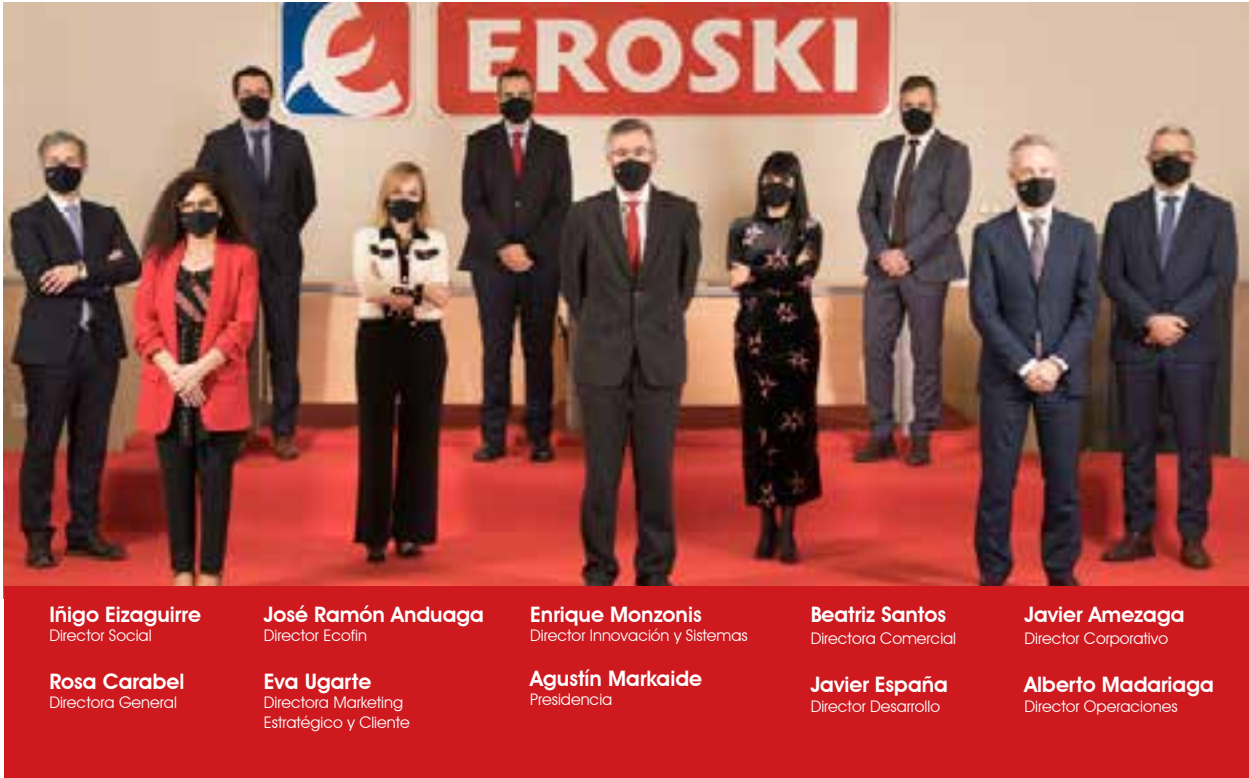 EROSKI
Iñigo Eizaguirre
Director Social
Rosa Carabel
Directora General
José Ramón Anduaga
Director Ecofin
Eva Ugarte
Directora Marketing
Estratégico y Cliente
Enrique Monzonis
Director Innovación y Sistemas
Agustín Markaide
Presidencia
Beatriz Santos
Directora Comercial
Javier España
Director Desarrollo
Javier Amezaga
Director Corporativo
Alberto Madariaga
Director Operaciones